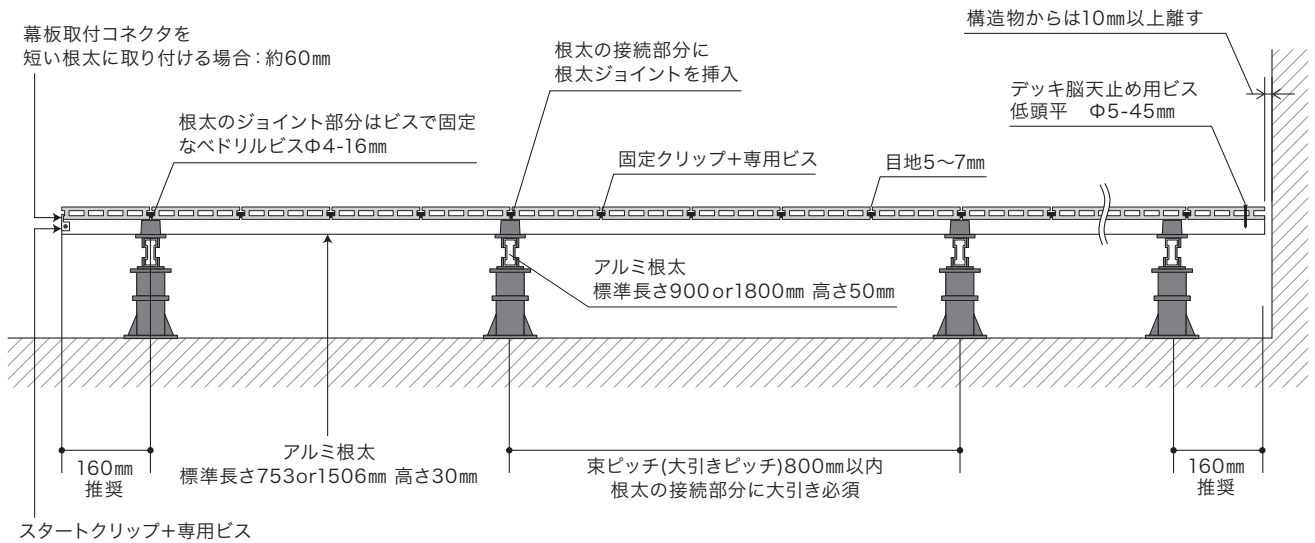 構造物からは10㎜以上離す
幕板取付コネクタを
短い根太に取り付ける場合：約60㎜
根太の接続部分に
根太ジョイントを挿入
デッキ脳天止め用ビス
低頭平　Φ5-45㎜
根太のジョイント部分はビスで固定
なべドリルビスΦ4-16㎜
固定クリップ＋専用ビス
目地5〜7㎜
アルミ根太
標準長さ900or1800㎜ 高さ50㎜
160㎜
推奨
アルミ根太
標準長さ753or1506㎜ 高さ30㎜
束ピッチ(大引きピッチ)800㎜以内
根太の接続部分に大引き必須
160㎜
推奨
スタートクリップ＋専用ビス